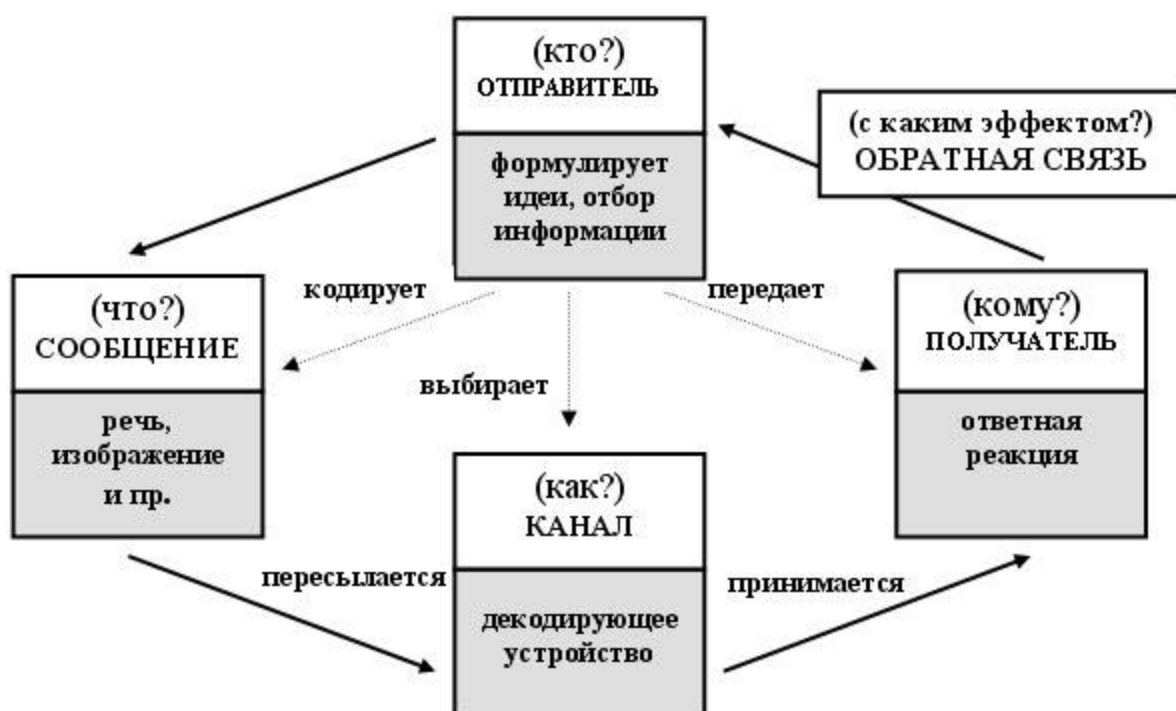 (кто?)
ОТПРАВИТЕЛЬ
формулирует
идеи, отбор
информации
(с каким эффектом?)
ОБРАТНАЯ СВЯЗЬ
кодирует
передает
выбирает
(что?)
СООБЩЕНИЕ
речь,
изображение
и пр.
(кому?)
ПОЛУЧАТЕЛЬ
ответная
реакция
(как?)
КАНАЛ
декодирующее
устройство
пересылается
принимается